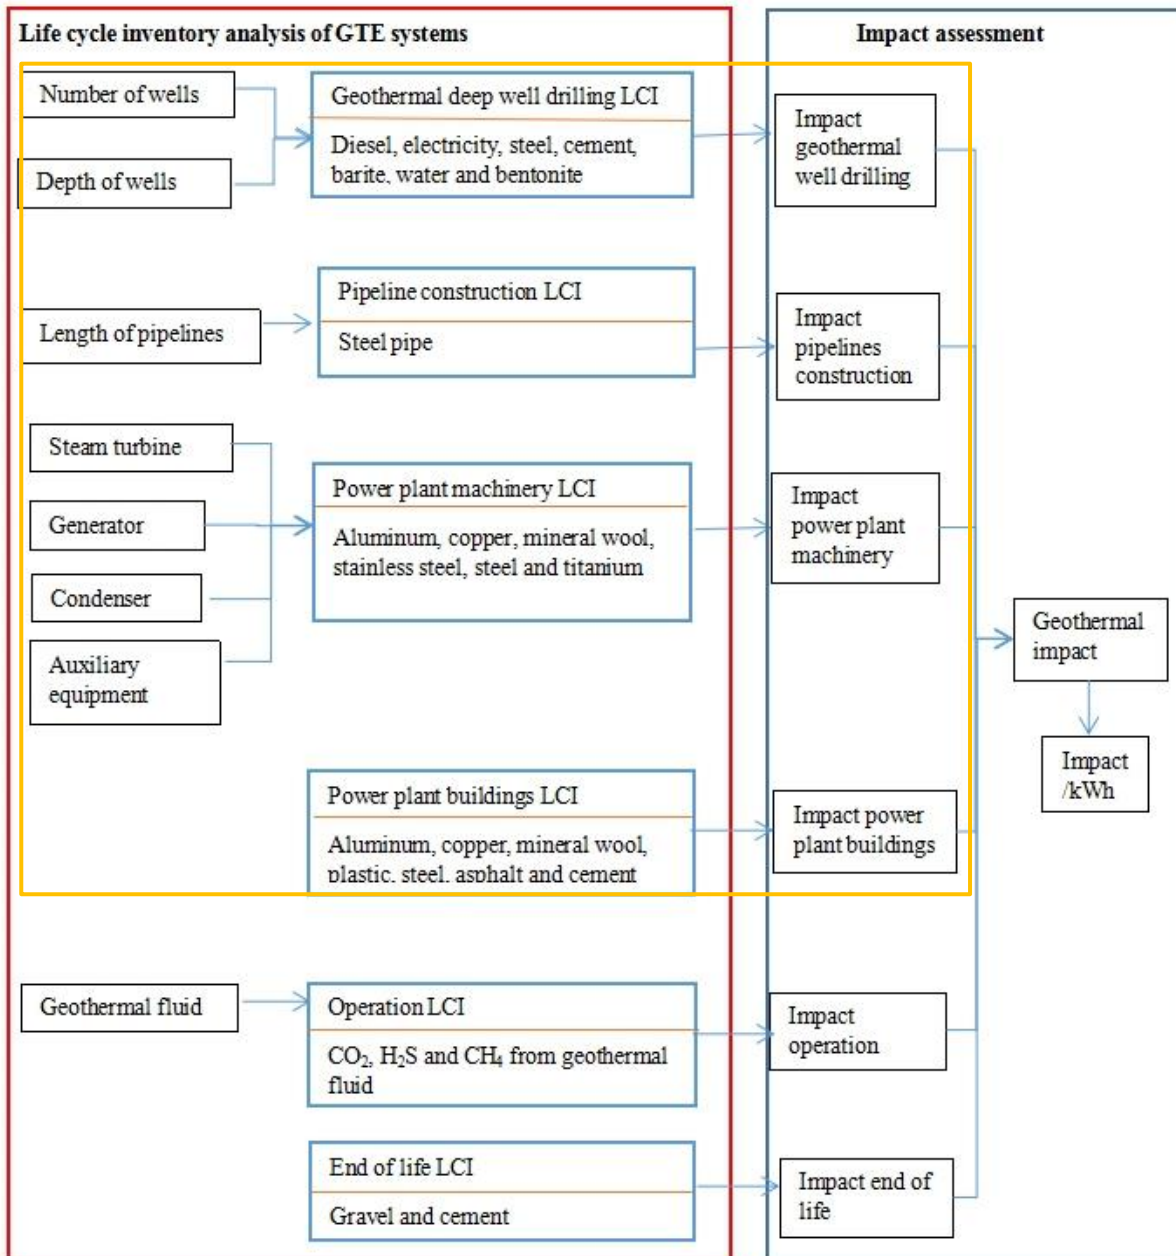 Life cycle inventory analysis of GTE systems
Impact assessment
Number of wells
Depth of wells
Geothermal deep well drilling LCI
Diesel, electricity, steel, cement,
barite, water and bentonite
Impact
geothermal
well drilling
Length of pipelines
Pipeline construction LCI
Steel pipe
Impact
pipelines
construction
Steam turbine
Generator
Condenser
Auxiliary
equipment
Power plant machinery LCI
Aluminum, copper, mineral wool,
stainless steel, steel and titanium
Impact
power plant
machinery
Geothermal
impact
Impact
/kWh
Power plant buildings LCI
Aluminum, copper, mineral wool,
plastic, steel, asphalt and cement
Impact power
plant buildings
Geothermal fluid
Operation LCI
CO₂, H₂S and CH₄ from geothermal
fluid
Impact
operation
End of life LCI
Gravel and cement
Impact end of
life